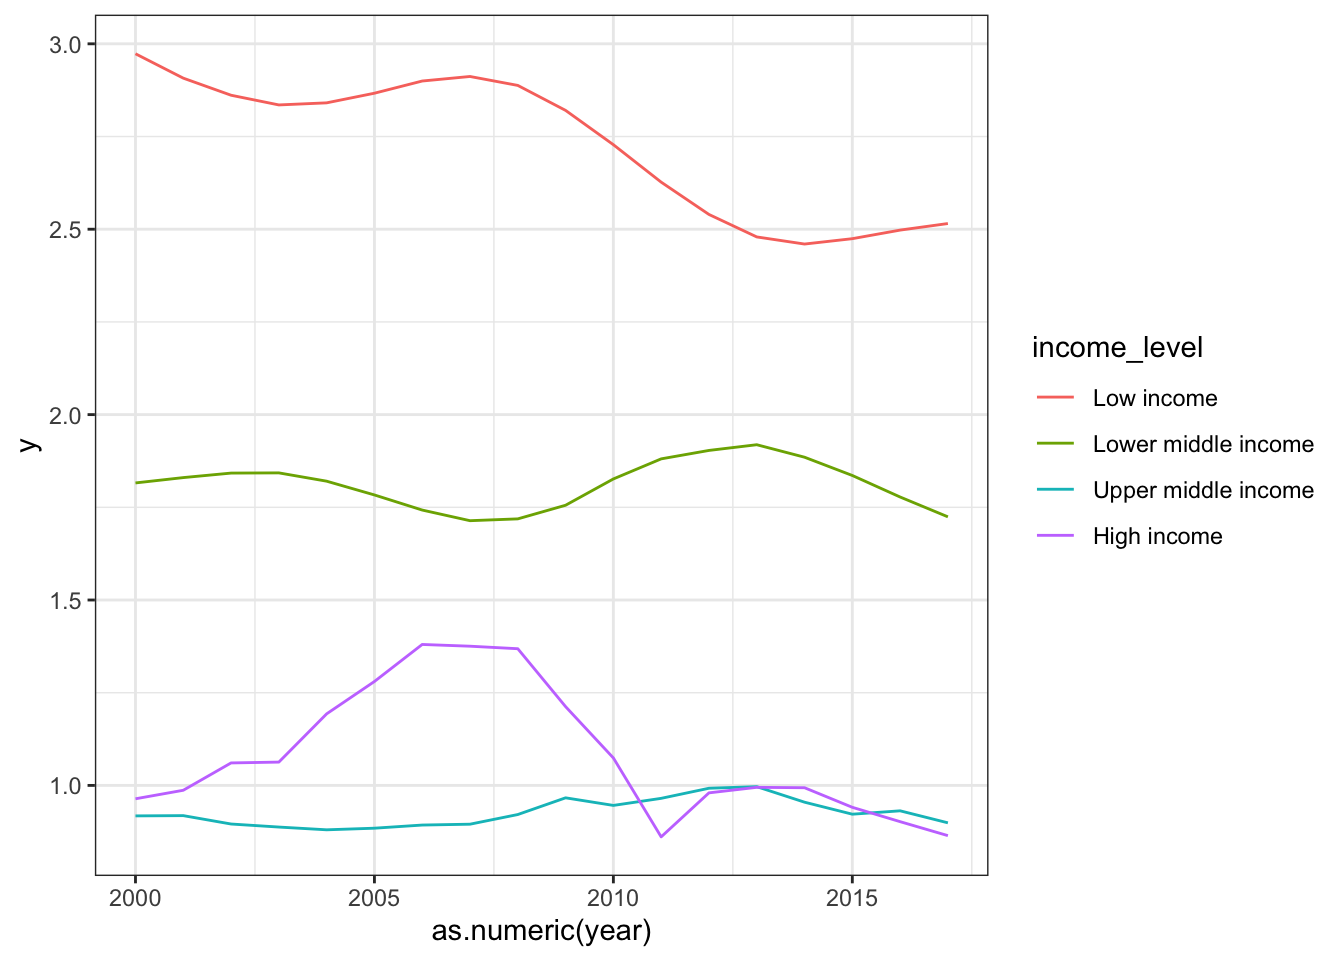 3.0
2.5
2.0
1.5
1.0
y
2000 2005 2010 2015
as.numeric(year)
income_level
Low income
Lower middle income
Upper middle income
High income